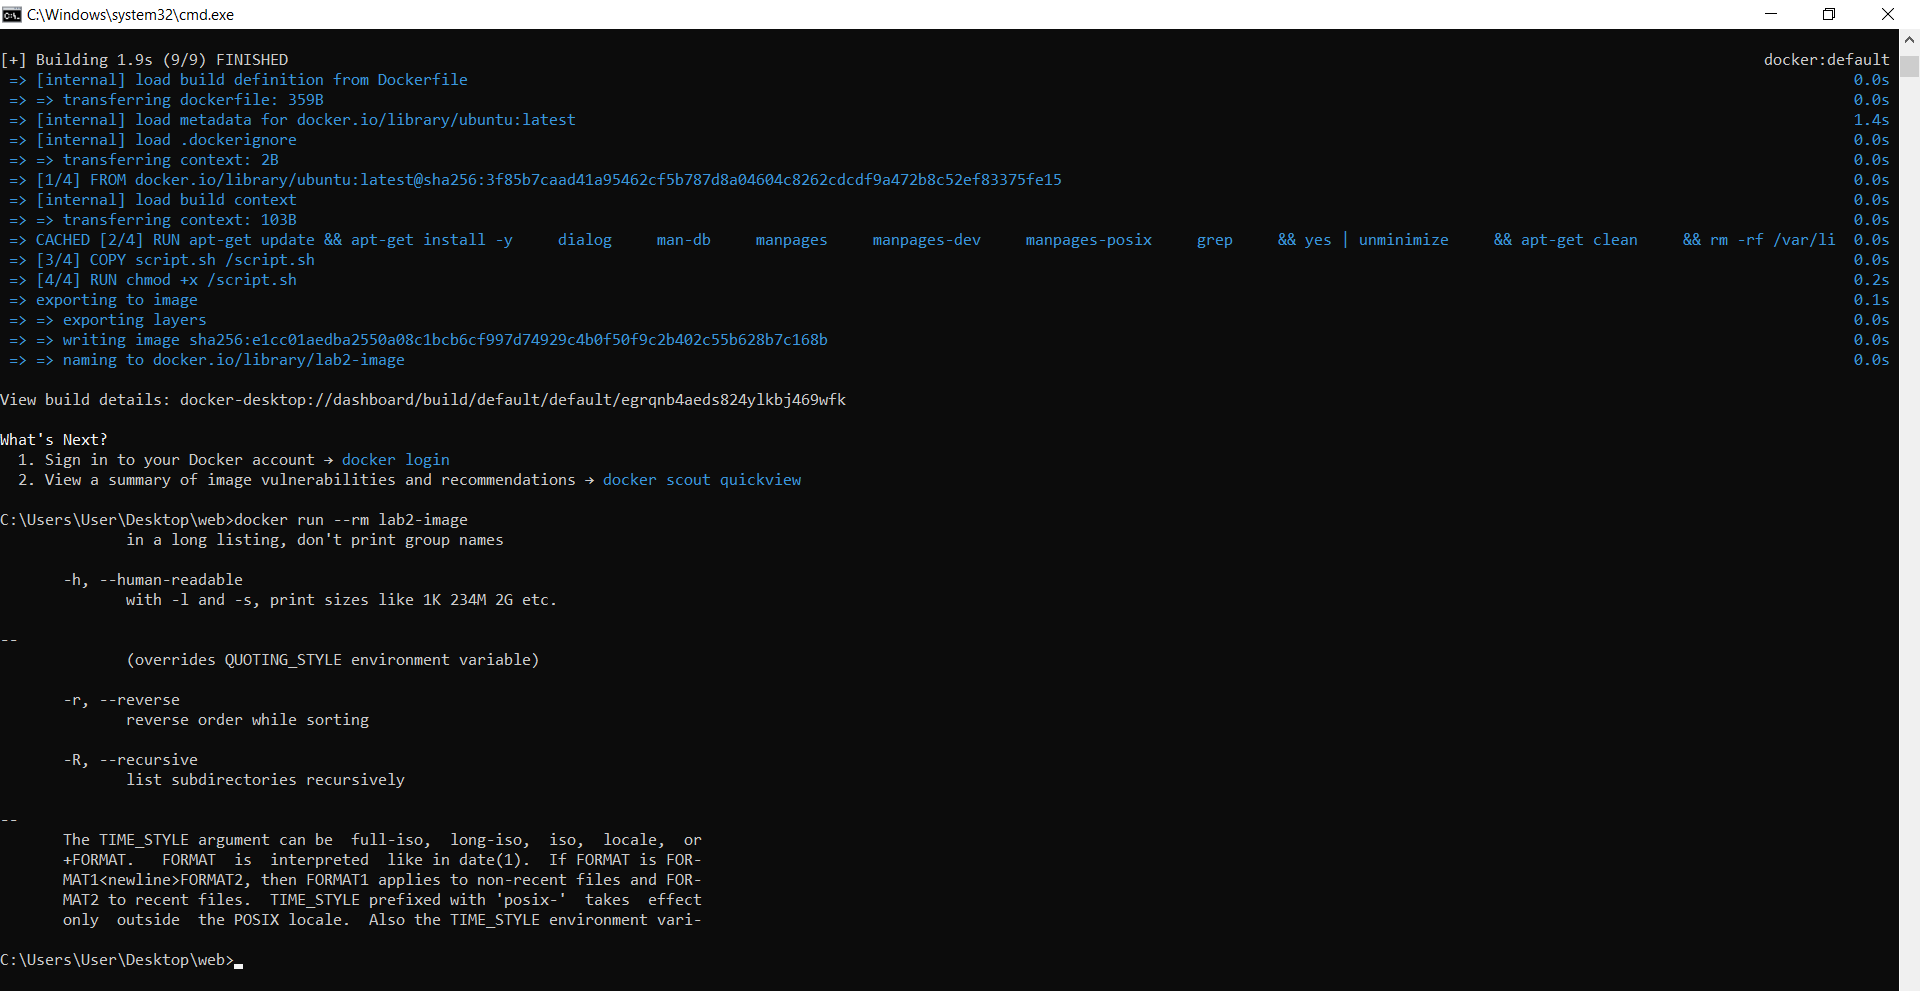 C:\Windows\system32\cmd.exe
[+] Building 1.9s (9/9) FINISHED docker:default
=> [internal] load build definition from Dockerfile 0.0s
=> => transferring dockerfile: 359B 0.0s
=> [internal] load metadata for docker.io/library/ubuntu:latest 1.4s
=> [internal] load .dockerignore 0.0s
=> => transferring context: 2B 0.0s
=> [1/4] FROM docker.io/library/ubuntu:latest@sha256:3f85b7caad41a95462cf5b787d8a04604c8262cdcdf9a472b8c52ef83375fe15 0.0s
=> [internal] load build context 0.0s
=> => transferring context: 103B 0.0s
=> CACHED [2/4] RUN apt-get update && apt-get install -y     dialog     man-db     manpages     manpages-dev     manpages-posix     grep     && yes | unminimize     && apt-get clean     && rm -rf /var/li 0.0s
=> [3/4] COPY script.sh /script.sh 0.0s
=> [4/4] RUN chmod +x /script.sh 0.2s
=> exporting to image 0.1s
=> => exporting layers 0.0s
=> => writing image sha256:e1cc01aedba2550a08c1bcb6cf997d74929c4b0f50f9c2b402c55b628b7c168b 0.0s
=> => naming to docker.io/library/lab2-image 0.0s
View build details: docker-desktop://dashboard/build/default/default/egrqnb4aeds824ylkbj469wfk
What's Next?
1. Sign in to your Docker account → docker login
2. View a summary of image vulnerabilities and recommendations → docker scout quickview
C:\Users\User\Desktop\web>docker run --rm lab2-image
in a long listing, don't print group names
-h, --human-readable
with -l and -s, print sizes like 1K 234M 2G etc.
--
(overrides QUOTING_STYLE environment variable)
-r, --reverse
reverse order while sorting
-R, --recursive
list subdirectories recursively
--
The TIME_STYLE argument can be  full-iso,  long-iso,  iso,  locale,  or
+FORMAT.   FORMAT  is  interpreted  like in date(1).  If FORMAT is FOR-
MAT1<newline>FORMAT2, then FORMAT1 applies to non-recent files and FOR-
MAT2 to recent files.  TIME_STYLE prefixed with 'posix-'  takes  effect
only  outside  the POSIX locale.  Also the TIME_STYLE environment vari-
C:\Users\User\Desktop\web>